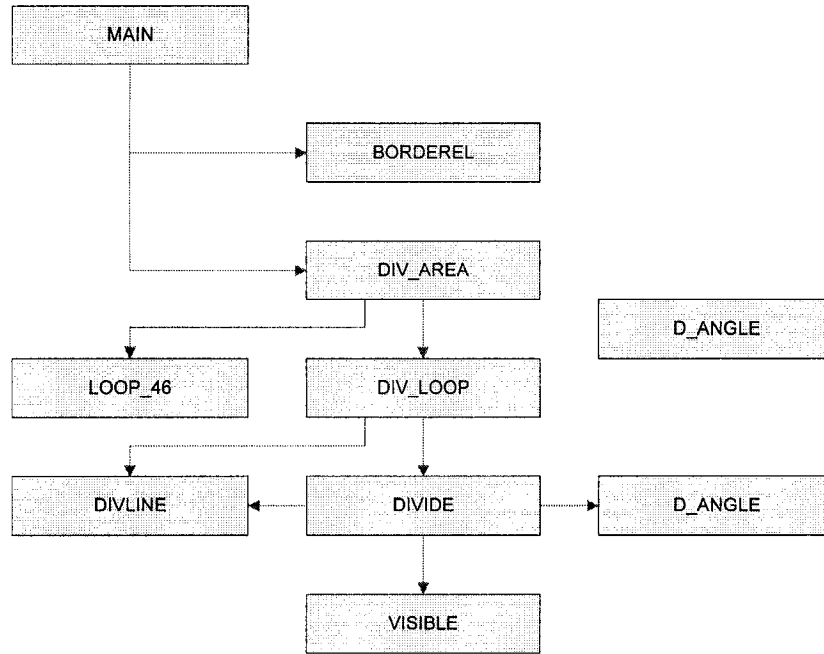 MAIN
BORDEREL
DIV_AREA
D_ANGLE
LOOP_46
DIV_LOOP
DIVLINE
DIVIDE
D_ANGLE
VISIBLE